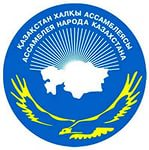 ҚАЗАҚСТАН ХАЛҚЫ АССАМБЛЕЯСЫ
АССАМБЛЕЯ НАРОДА КАЗАХСТАНА